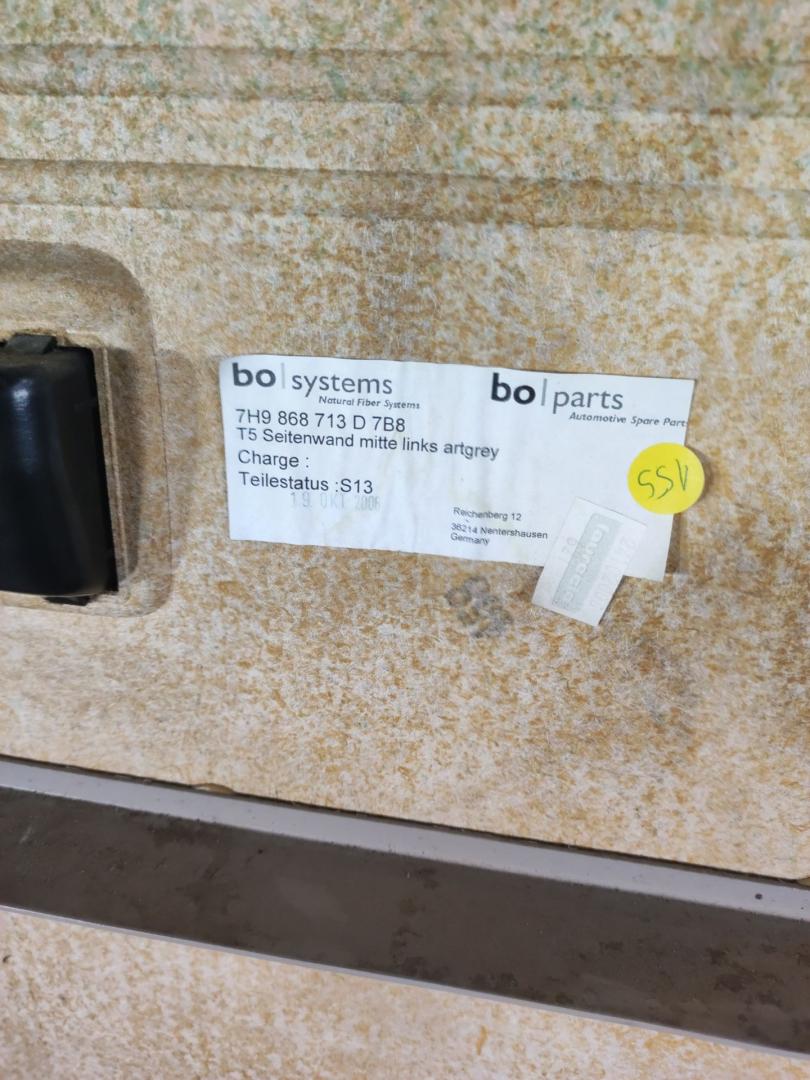 bo|systems
Natural Fiber Systems
bo|parts
Automotive Spare Part
7H9 868 713 D 7B8
T5 Seitenwand mitte links artgrey
Charge :
Teilestatus :S13
19. OKT 2006
Reichenberg 12
36214 Nentershausen
Germany
SSV